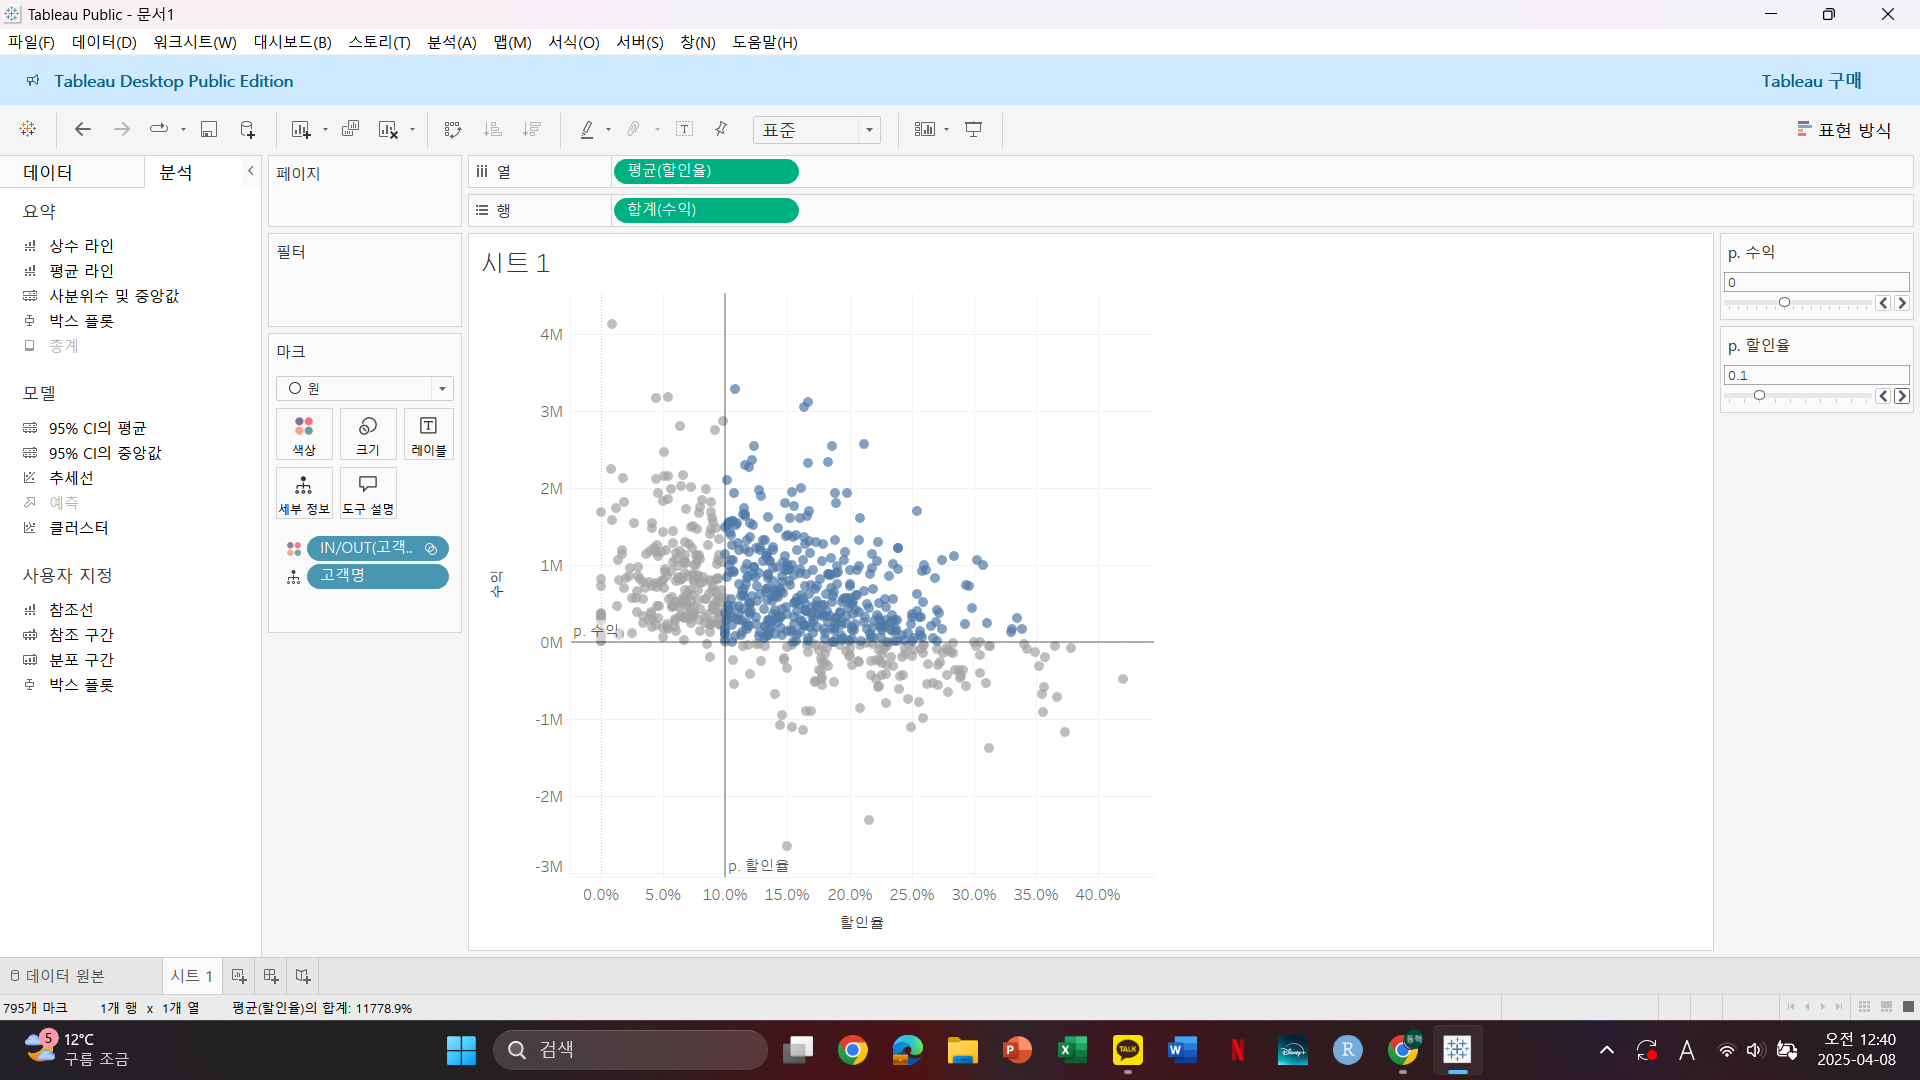 Tableau Public - 문서1
파일(F) 데이터(D) 워크시트(W) 대시보드(B) 스토리(T) 분석(A) 맵(M) 서식(O) 서버(S) 창(N) 도움말(H)
Tableau Desktop Public Edition
Tableau 구매
표준
표현 방식
데이터 분석
요약
상수 라인
평균 라인
사분위수 및 중앙값
박스 플롯
총계
모델
95% CI의 평균
95% CI의 중앙값
추세선
예측
클러스터
사용자 지정
참조선
참조 구간
분포 구간
박스 플롯
페이지
필터
마크
원
색상 크기 레이블
세부 정보 도구 설명
IN/OUT(고객..
고객명
열 평균(할인율)
행 합계(수익)
시트 1
4M
3M
2M
1M
0M
-1M
-2M
-3M
수익
p. 수익
p. 할인율
0.0% 5.0% 10.0% 15.0% 20.0% 25.0% 30.0% 35.0% 40.0%
할인율
p. 수익
0
p. 할인율
0.1
데이터 원본 시트 1
795개 마크 1개 행 x 1개 열 평균(할인율)의 합계: 11778.9%
5
12°C
구름 조금
검색
P
TALK
W
N
Disney+
R
동혁
A
오전 12:40
2025-04-08